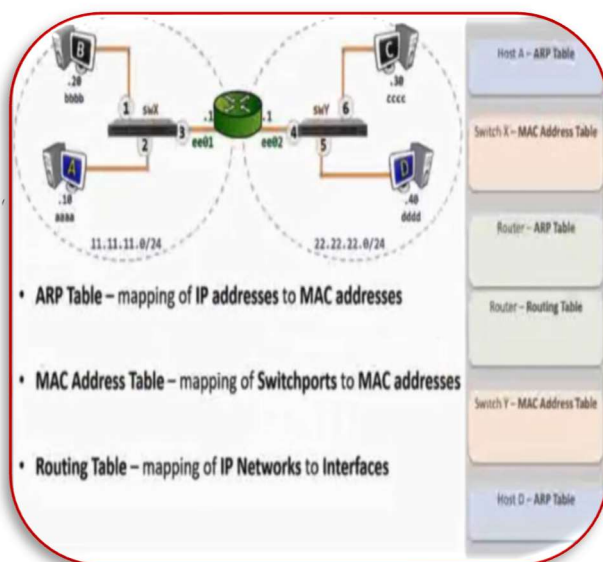 B
.20
bbbb
1
swX
3
2
A
.10
aaaa
.1
ee01
11.11.11.0/24
.1
ee02
4
swY
6
5
C
.30
cccc
D
.40
dddd
22.22.22.0/24
• ARP Table – mapping of IP addresses to MAC addresses
• MAC Address Table – mapping of Switchports to MAC addresses
• Routing Table – mapping of IP Networks to Interfaces
Host A – ARP Table
Switch X – MAC Address Table
Router – ARP Table
Router – Routing Table
Switch Y – MAC Address Table
Host D – ARP Table